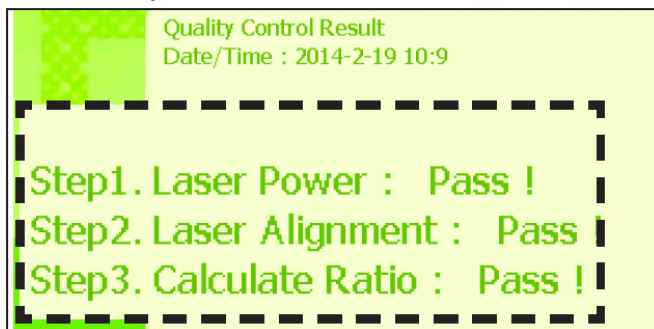 Quality Control Result
Date/Time : 2014-2-19 10:9
Step1. Laser Power : Pass !
Step2. Laser Alignment : Pass !
Step3. Calculate Ratio : Pass !